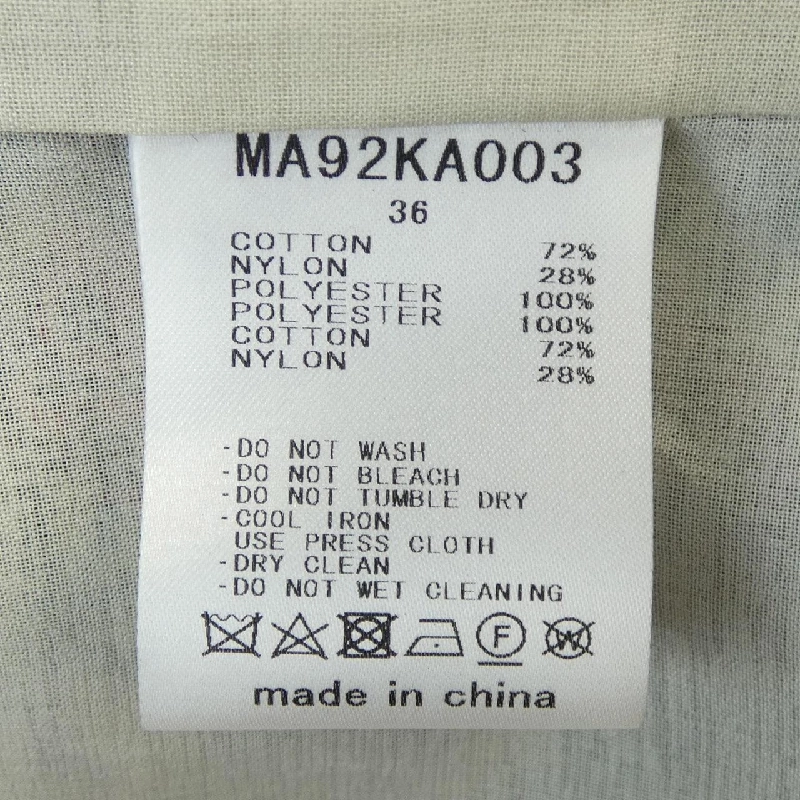 MA92KA003
36
COTTON 72%
NYLON 28%
POLYESTER 100%
POLYESTER 100%
COTTON 72%
NYLON 28%
-DO NOT WASH
-DO NOT BLEACH
-DO NOT TUMBLE DRY
-COOL IRON
USE PRESS CLOTH
-DRY CLEAN
-DO NOT WET CLEANING
F W
made in china